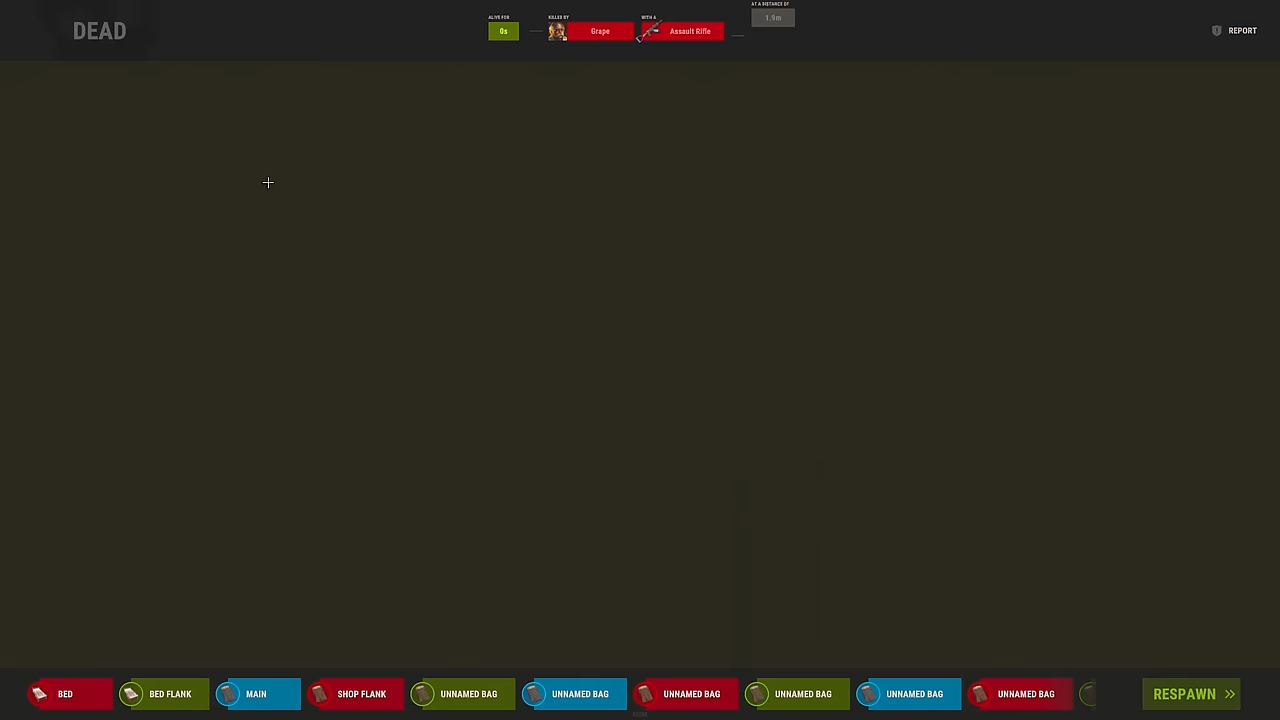 DEAD
ALIVE FOR
0s
KILLED BY
Grape
WITH A
Assault Rifle
AT A DISTANCE OF
1.9m
REPORT
BED
BED FLANK
MAIN
SHOP FLANK
UNNAMED BAG
UNNAMED BAG
UNNAMED BAG
UNNAMED BAG
UNNAMED BAG
UNNAMED BAG
RESPAWN